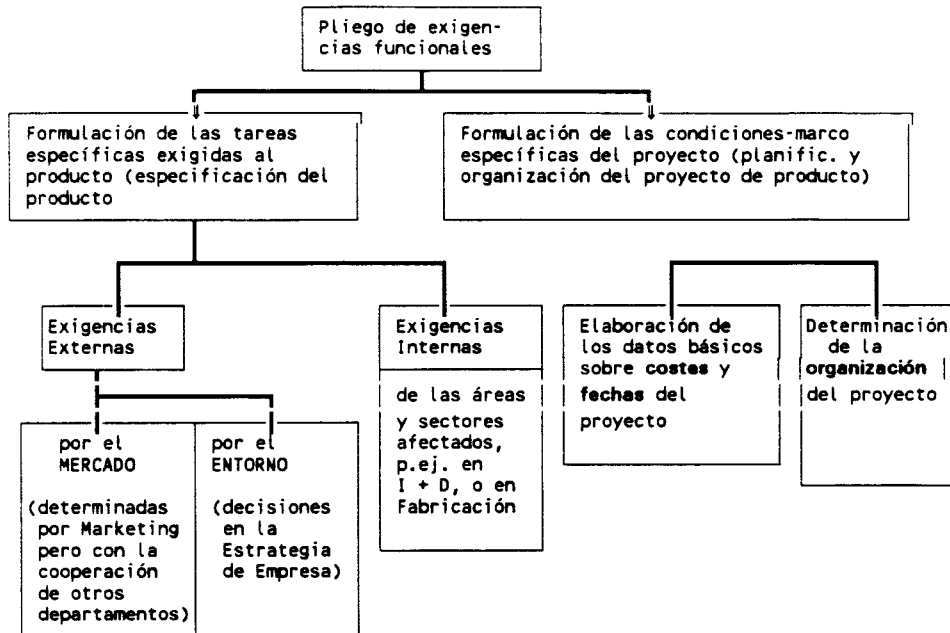 Pliego de exigen-
cias funcionales
Formulación de las tareas
específicas exigidas al
producto (especificación del
producto
Formulación de las condiciones-marco
específicas del proyecto (planific. y
organización del proyecto de producto)
Exigencias
Externas
Exigencias
Internas
de las áreas
y sectores
afectados,
p.ej. en
I + D, o en
Fabricación
Elaboración de
los datos básicos
sobre costes y
fechas del
proyecto
Determinación
de la
organización
del proyecto
por el
MERCADO
(determinadas
por Marketing
pero con la
cooperación
de otros
departamentos)
por el
ENTORNO
(decisiones
en la
Estrategia
de Empresa)